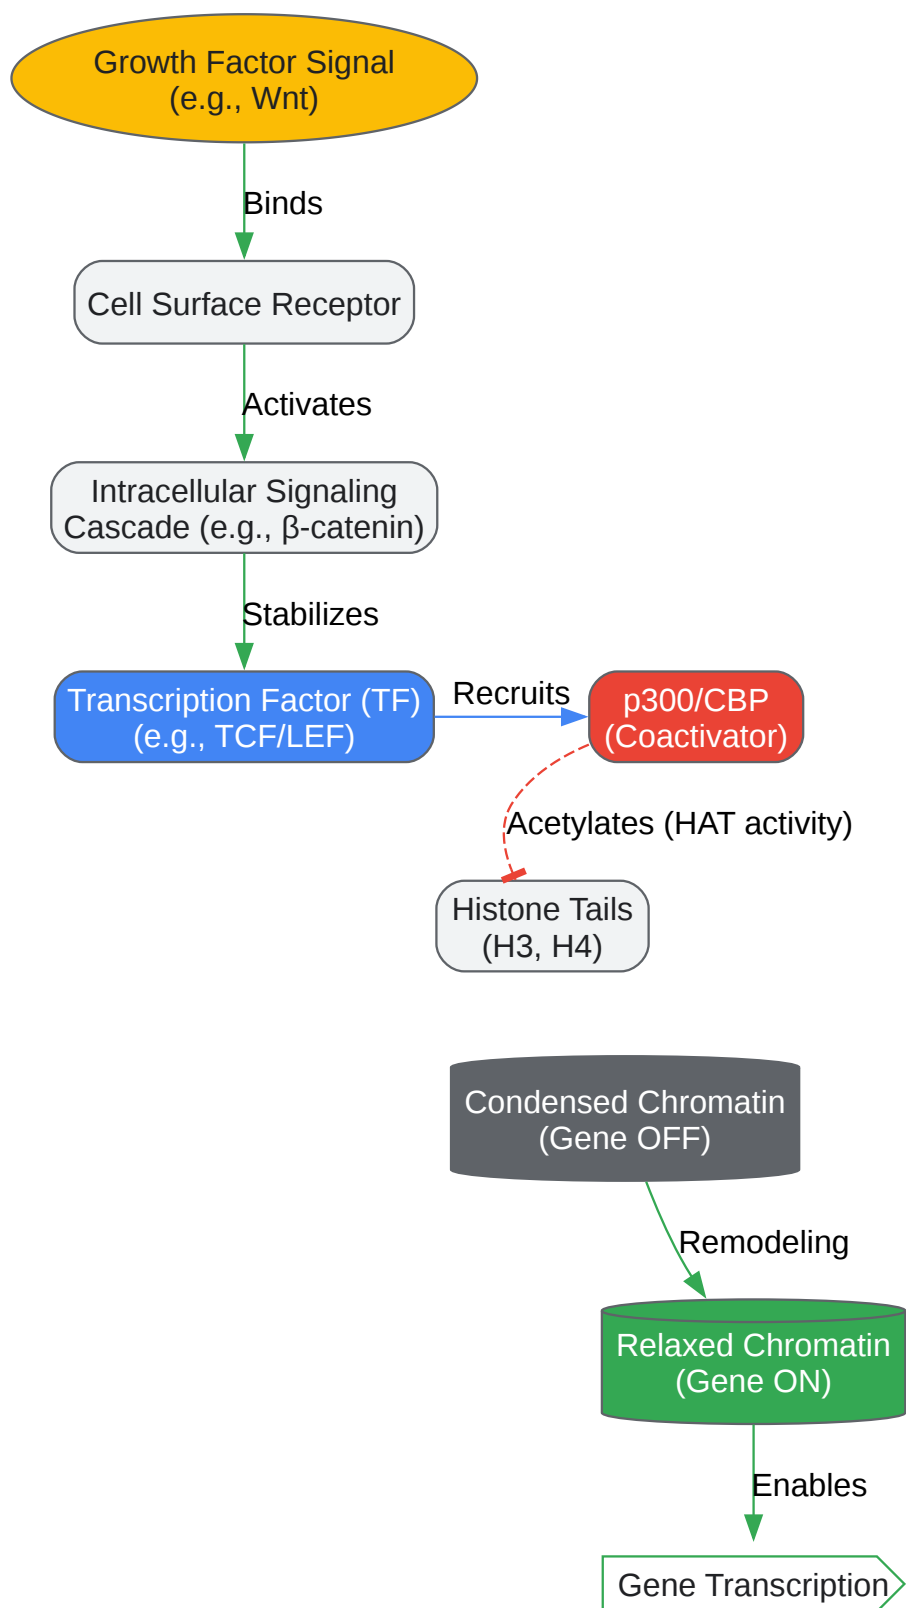 Growth Factor Signal
(e.g., Wnt)
Binds
Cell Surface Receptor
Activates
Intracellular Signaling
Cascade (e.g., β-catenin)
Stabilizes
Transcription Factor (TF)
(e.g., TCF/LEF)
Recruits
p300/CBP
(Coactivator)
Acetylates (HAT activity)
Histone Tails
(H3, H4)
Condensed Chromatin
(Gene OFF)
Remodeling
Relaxed Chromatin
(Gene ON)
Enables
Gene Transcription